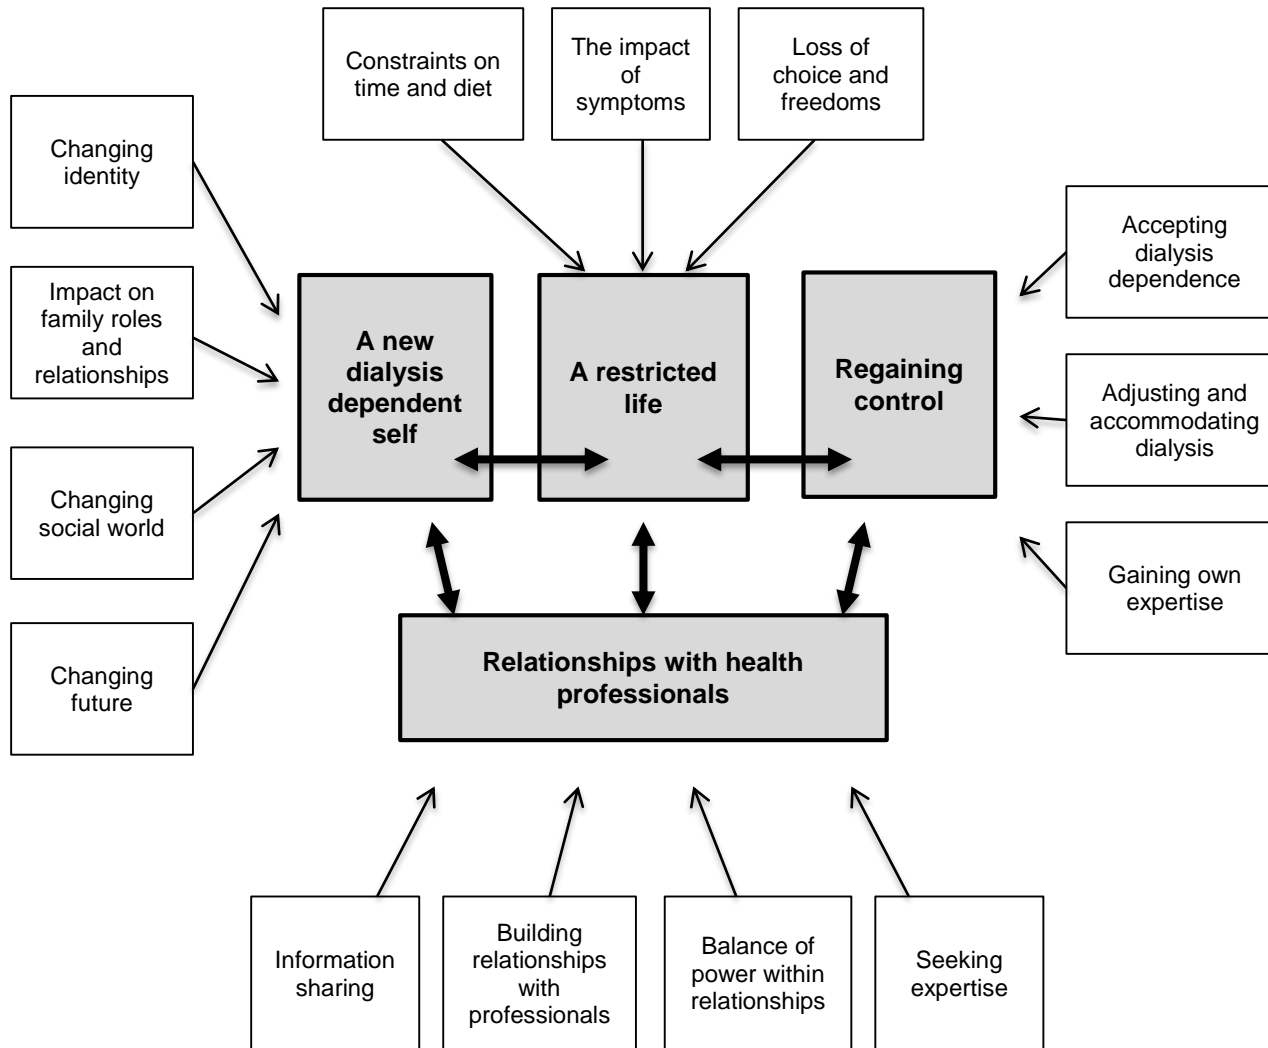 Constraints on
time and diet
The impact
of
symptoms
Loss of
choice and
freedoms
Changing
identity
Impact on
family roles
and
relationships
Changing
social world
Changing
future
A new
dialysis
dependent
self
A restricted
life
Regaining
control
Accepting
dialysis
dependence
Adjusting and
accommodating
dialysis
Gaining own
expertise
Relationships with health
professionals
Information
sharing
Building
relationships
with
professionals
Balance of
power within
relationships
Seeking
expertise